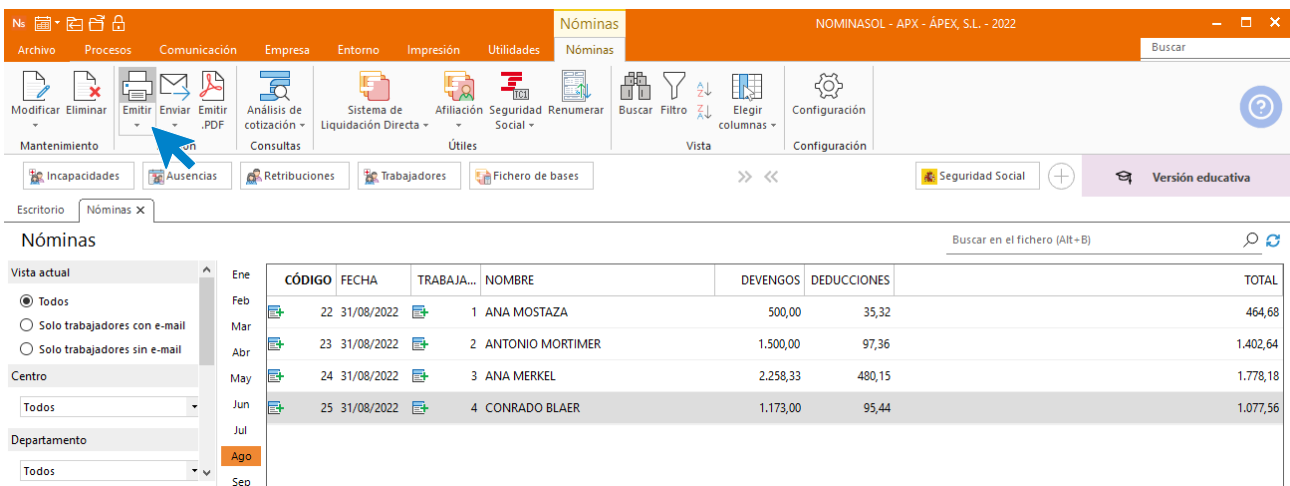 Ns Nóminas NOMINASOL - APX - ÁPEX, S.L. - 2022
Archivo Procesos Comunicación Empresa Entorno Impresión Utilidades Nóminas Buscar
Modificar Eliminar Emitir Enviar Emitir .PDF Análisis de cotización Sistema de Liquidación Directa Afiliación Seguridad Social TC1 Renumerar Buscar Filtro Elegir columnas Configuración ?
Mantenimiento Consultas Útiles Vista Configuración
Incapacidades Ausencias Retribuciones Trabajadores Fichero de bases Seguridad Social Versión educativa
Escritorio Nóminas X
Nóminas Buscar en el fichero (Alt+B)
Vista actual
Todos
Solo trabajadores con e-mail
Solo trabajadores sin e-mail
Centro
Todos
Departamento
Todos
Ene
Feb
Mar
Abr
May
Jun
Jul
Ago
Sep
CÓDIGO FECHA TRABAJA... NOMBRE DEVENGOS DEDUCCIONES TOTAL
22 31/08/2022 1 ANA MOSTAZA 500,00 35,32 464,68
23 31/08/2022 2 ANTONIO MORTIMER 1.500,00 97,36 1.402,64
24 31/08/2022 3 ANA MERKEL 2.258,33 480,15 1.778,18
25 31/08/2022 4 CONRADO BLAER 1.173,00 95,44 1.077,56